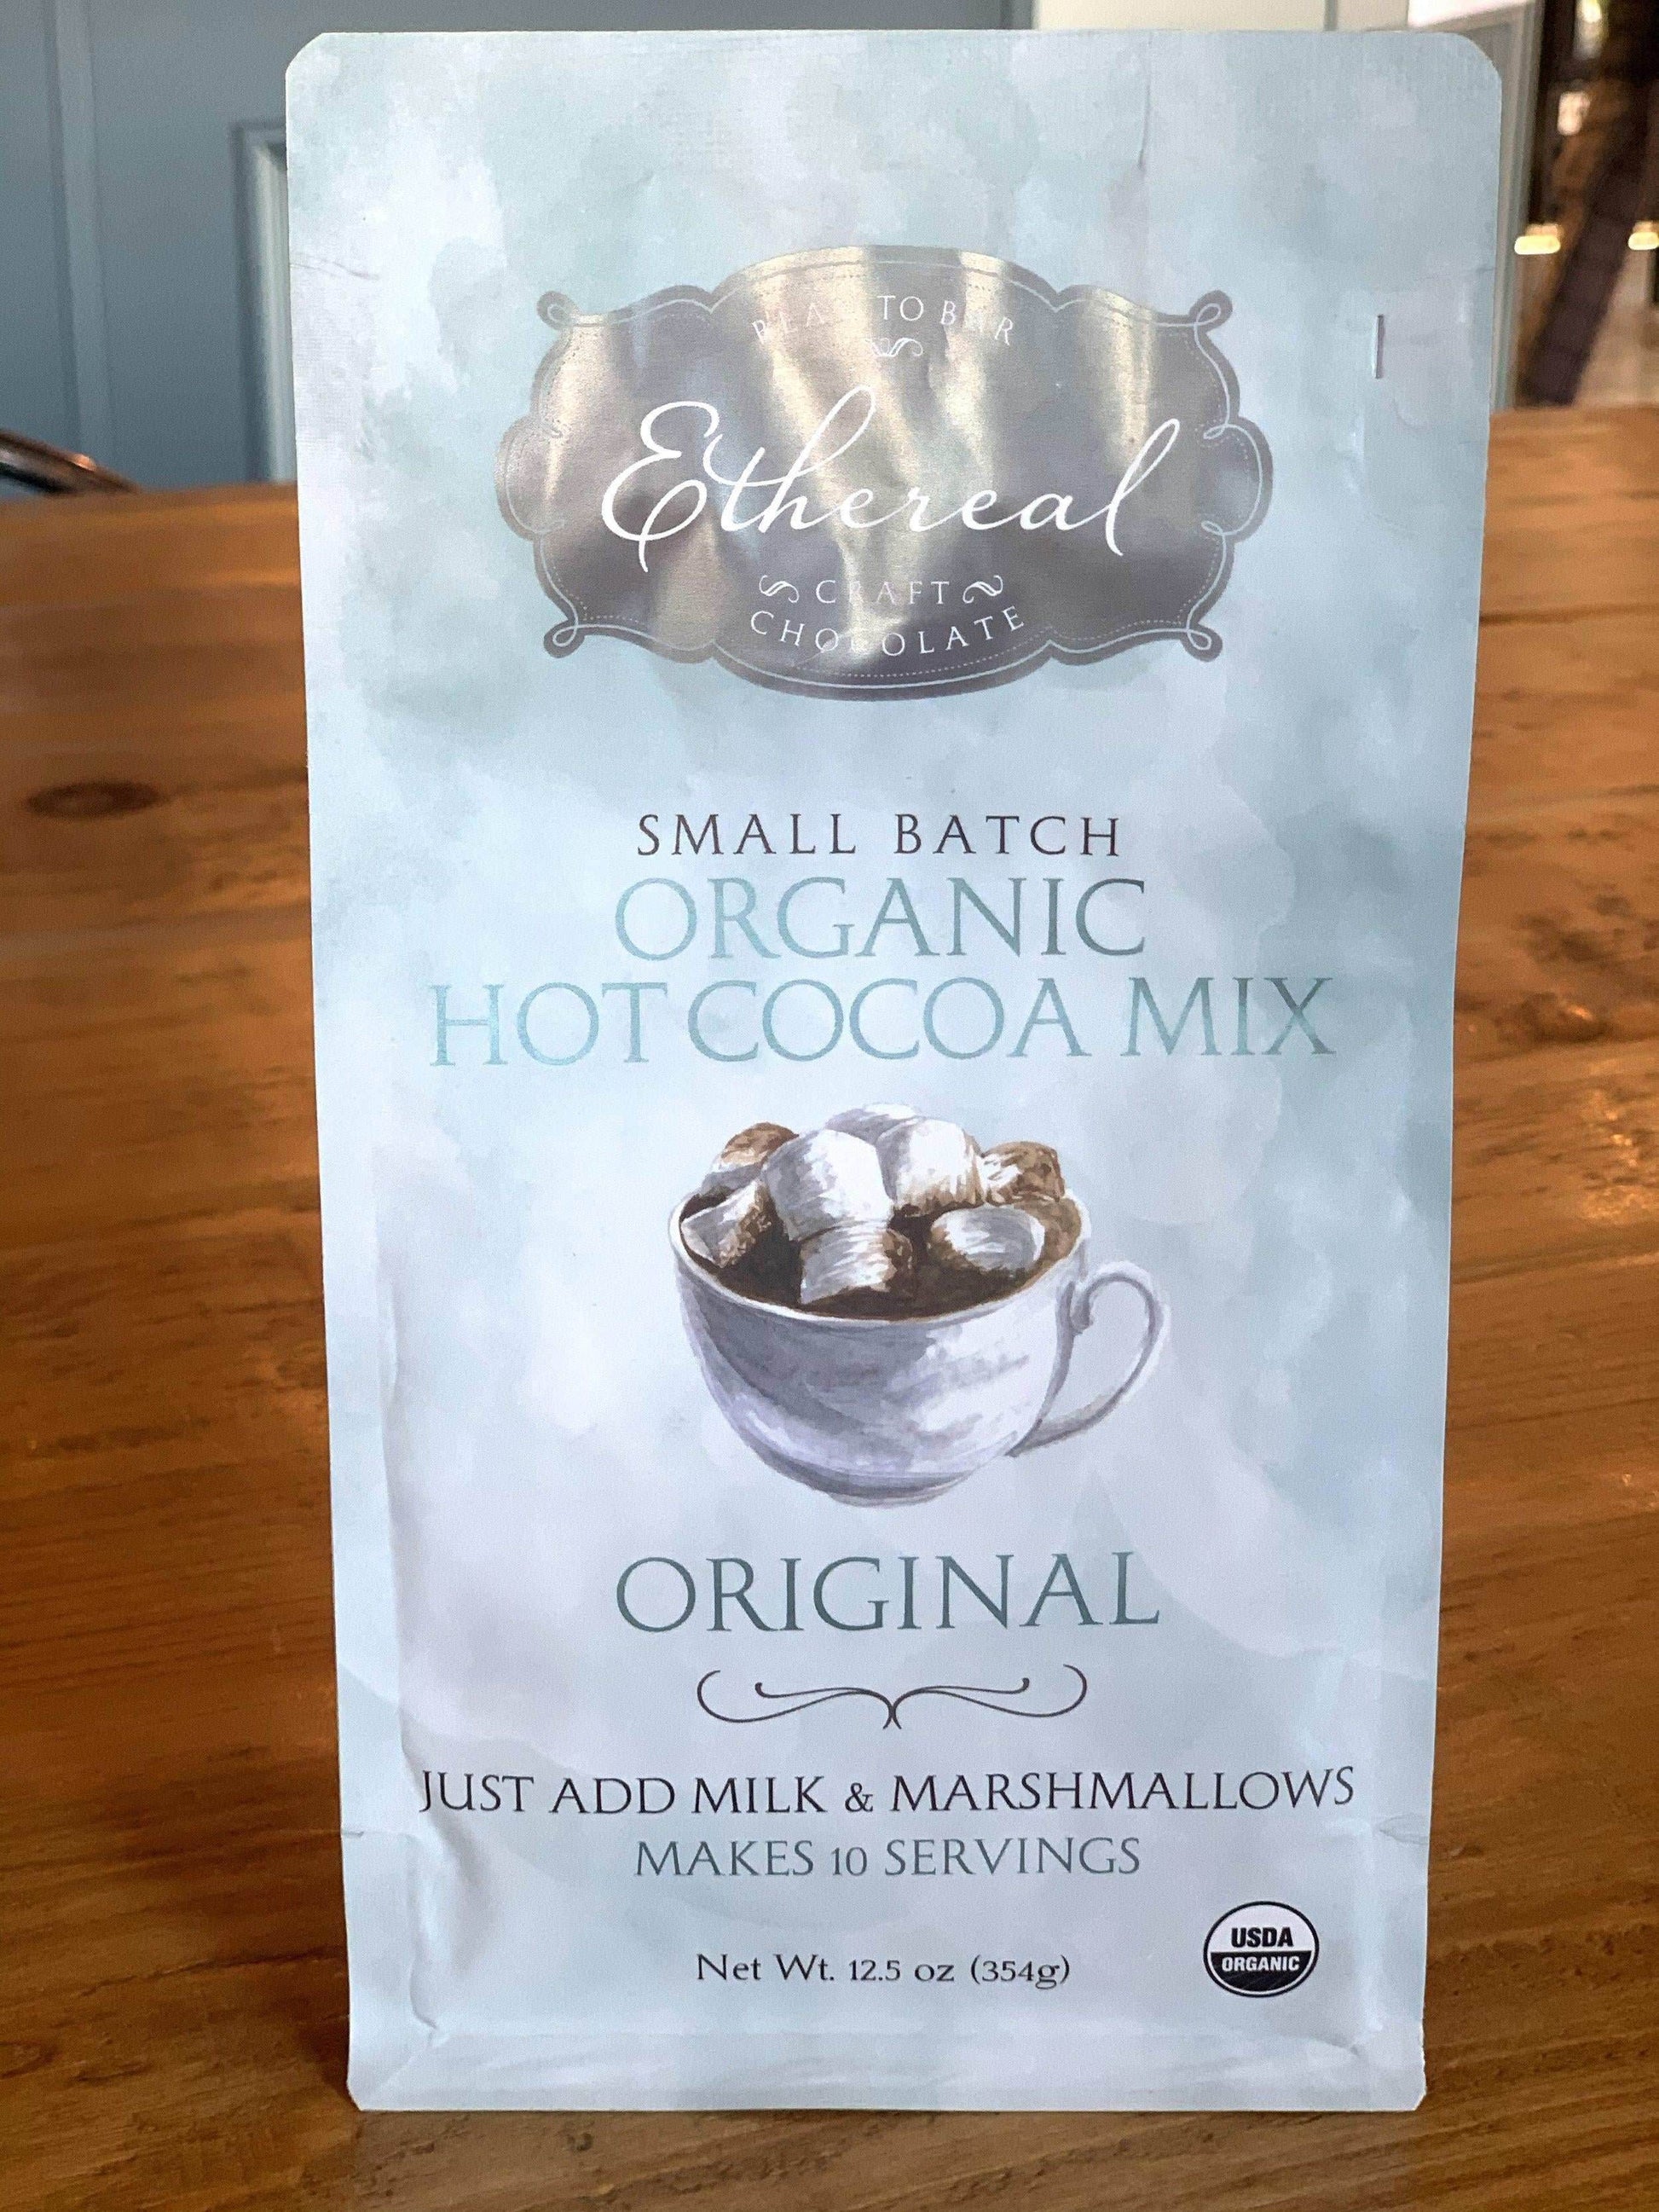 BEAN TO BAR
Ethereal
CRAFT
CHOCOLATE
SMALL BATCH
ORGANIC
HOT COCOA MIX
ORIGINAL
JUST ADD MILK & MARSHMALLOWS
MAKES 10 SERVINGS
Net Wt. 12.5 oz (354g)
USDA
ORGANIC